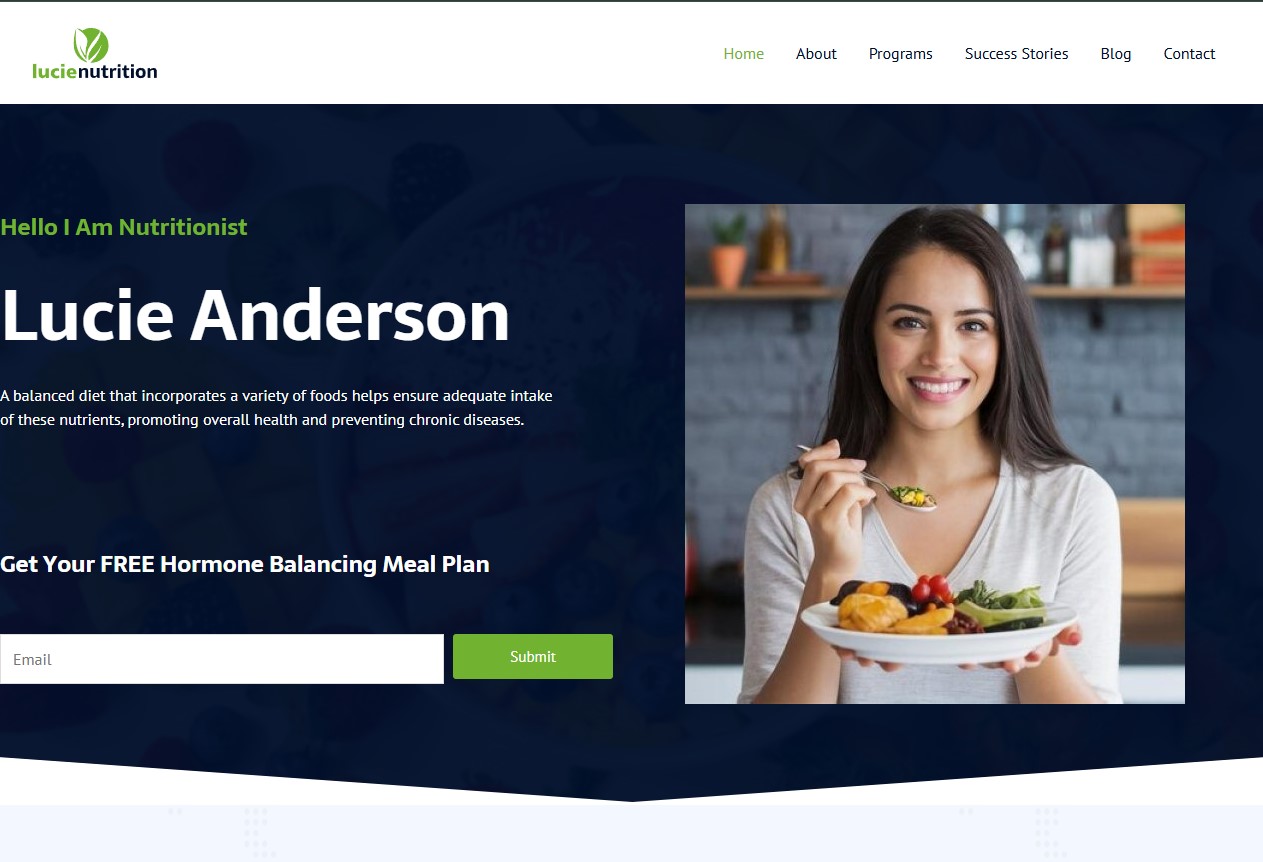 lucienutrition
Home About Programs Success Stories Blog Contact
Hello I Am Nutritionist
Lucie Anderson
A balanced diet that incorporates a variety of foods helps ensure adequate intake
of these nutrients, promoting overall health and preventing chronic diseases.
Get Your FREE Hormone Balancing Meal Plan
Email Submit